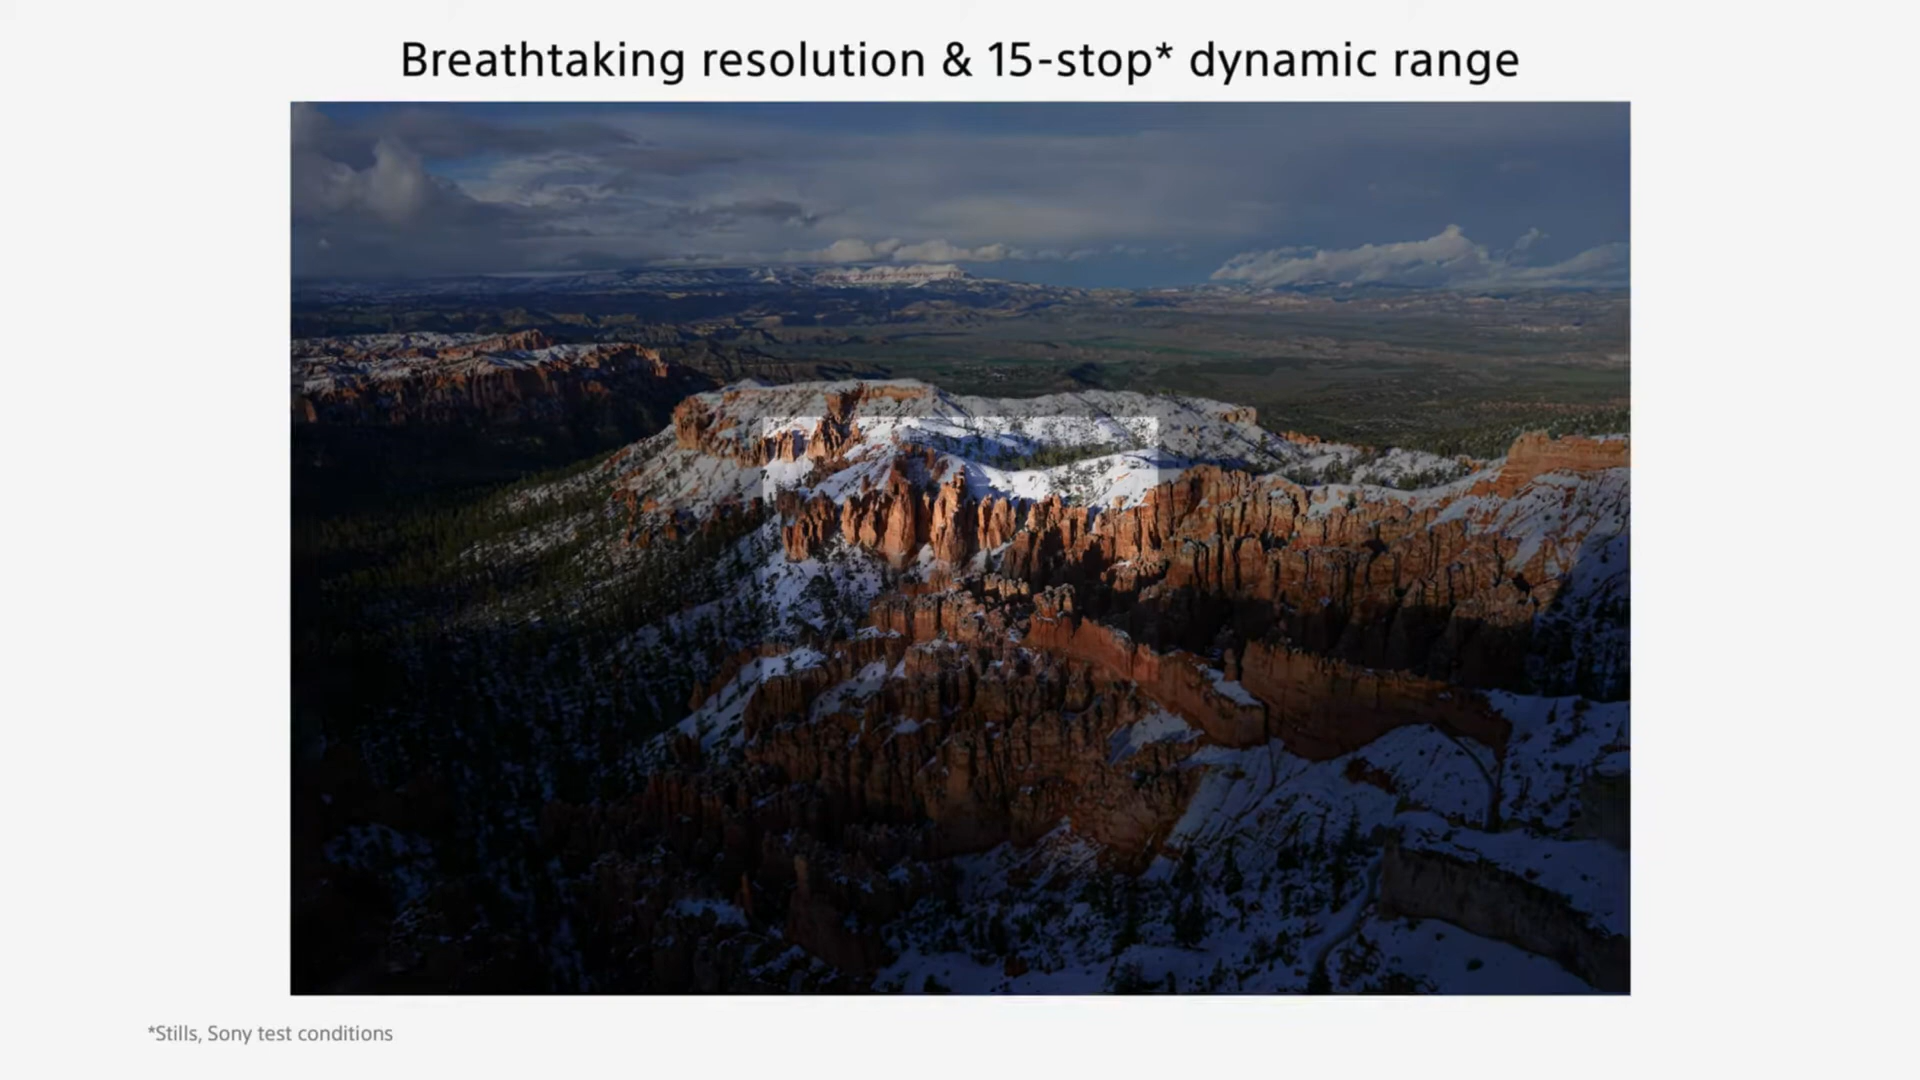 Breathtaking resolution & 15-stop* dynamic range
*Stills, Sony test conditions